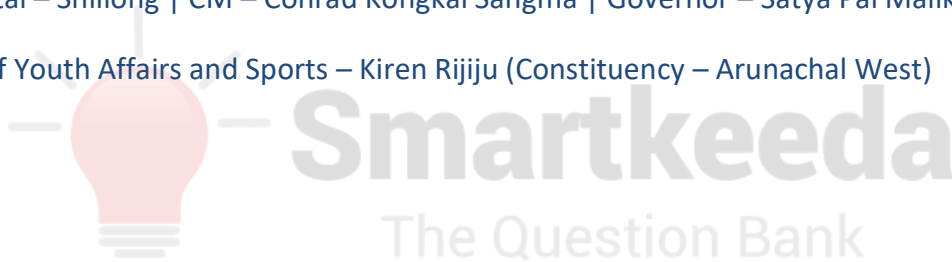 – Shillong | CM – Conrad Kongkal Sangma | Governor – Satya Pal Malik
Youth Affairs and Sports – Kiren Rijiju (Constituency – Arunachal West)
Smartkeeda
The Question Bank